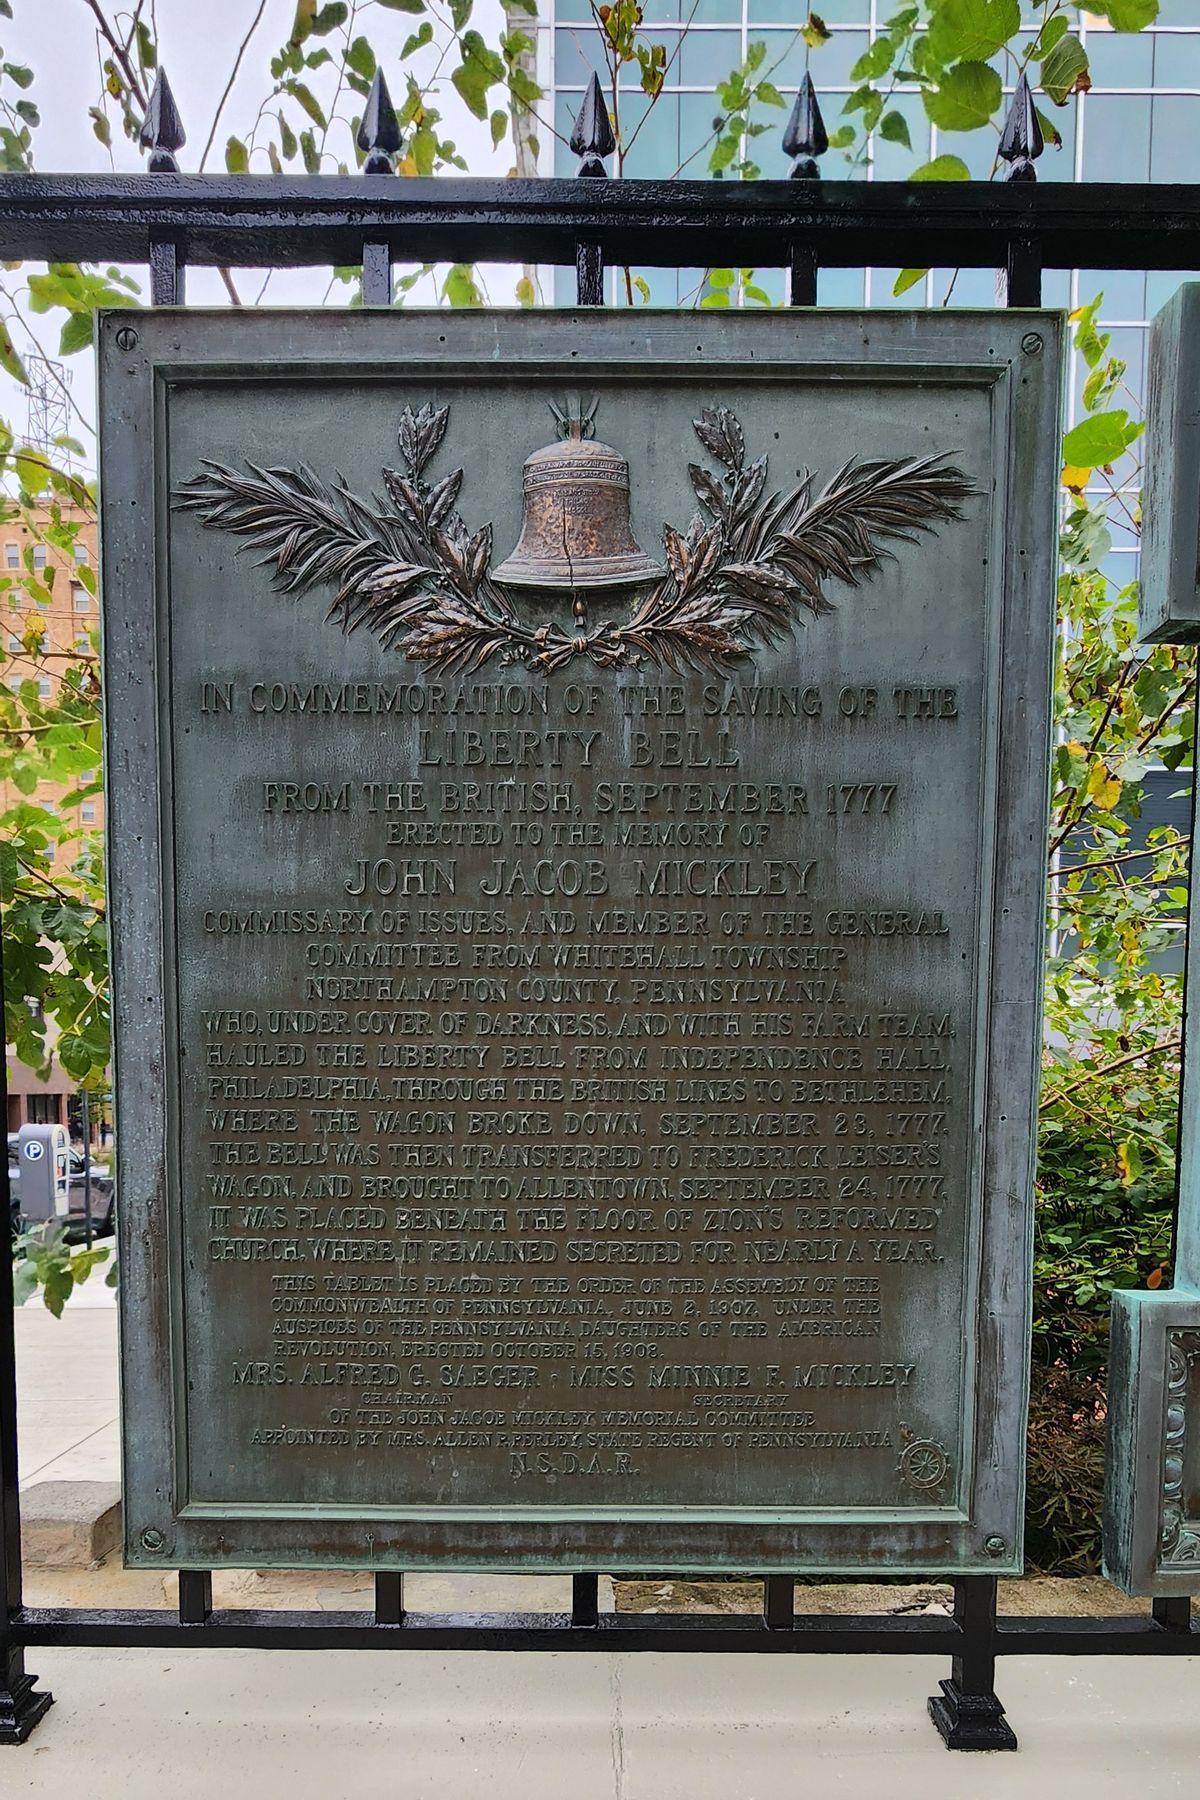 IN COMMEMORATION OF THE SAVING OF THE
LIBERTY BELL
FROM THE BRITISH, SEPTEMBER 1777
ERECTED TO THE MEMORY OF
JOHN JACOB MICKLEY
COMMISSARY OF ISSUES, AND MEMBER OF THE GENERAL
COMMITTEE FROM WHITEHALL TOWNSHIP
NORTHAMPTON COUNTY, PENNSYLVANIA
WHO, UNDER COVER OF DARKNESS, AND WITH HIS FARM TEAM,
HAULED THE LIBERTY BELL FROM INDEPENDENCE HALL,
PHILADELPHIA, THROUGH THE BRITISH LINES TO BETHLEHEM,
WHERE THE WAGON BROKE DOWN, SEPTEMBER 23, 1777.
THE BELL WAS THEN TRANSFERRED TO FREDERICK LEISER'S
WAGON, AND BROUGHT TO ALLENTOWN, SEPTEMBER 24, 1777,
IT WAS PLACED BENEATH THE FLOOR OF ZION'S REFORMED
CHURCH, WHERE IT REMAINED SECRETED FOR NEARLY A YEAR.
THIS TABLET IS PLACED BY THE ORDER OF THE ASSEMBLY OF THE
COMMONWEALTH OF PENNSYLVANIA, JUNE 2, 1907, UNDER THE
AUSPICES OF THE PENNSYLVANIA DAUGHTERS OF THE AMERICAN
REVOLUTION, ERECTED OCTOBER 15, 1908.
MRS. ALFRED G. SAEGER · MISS MINNIE F. MICKLEY
CHAIRMAN SECRETARY
OF THE JOHN JACOB MICKLEY MEMORIAL COMMITTEE
APPOINTED BY MRS. ALLEN P. PERLEY, STATE REGENT OF PENNSYLVANIA
N.S.D.A.R.
P